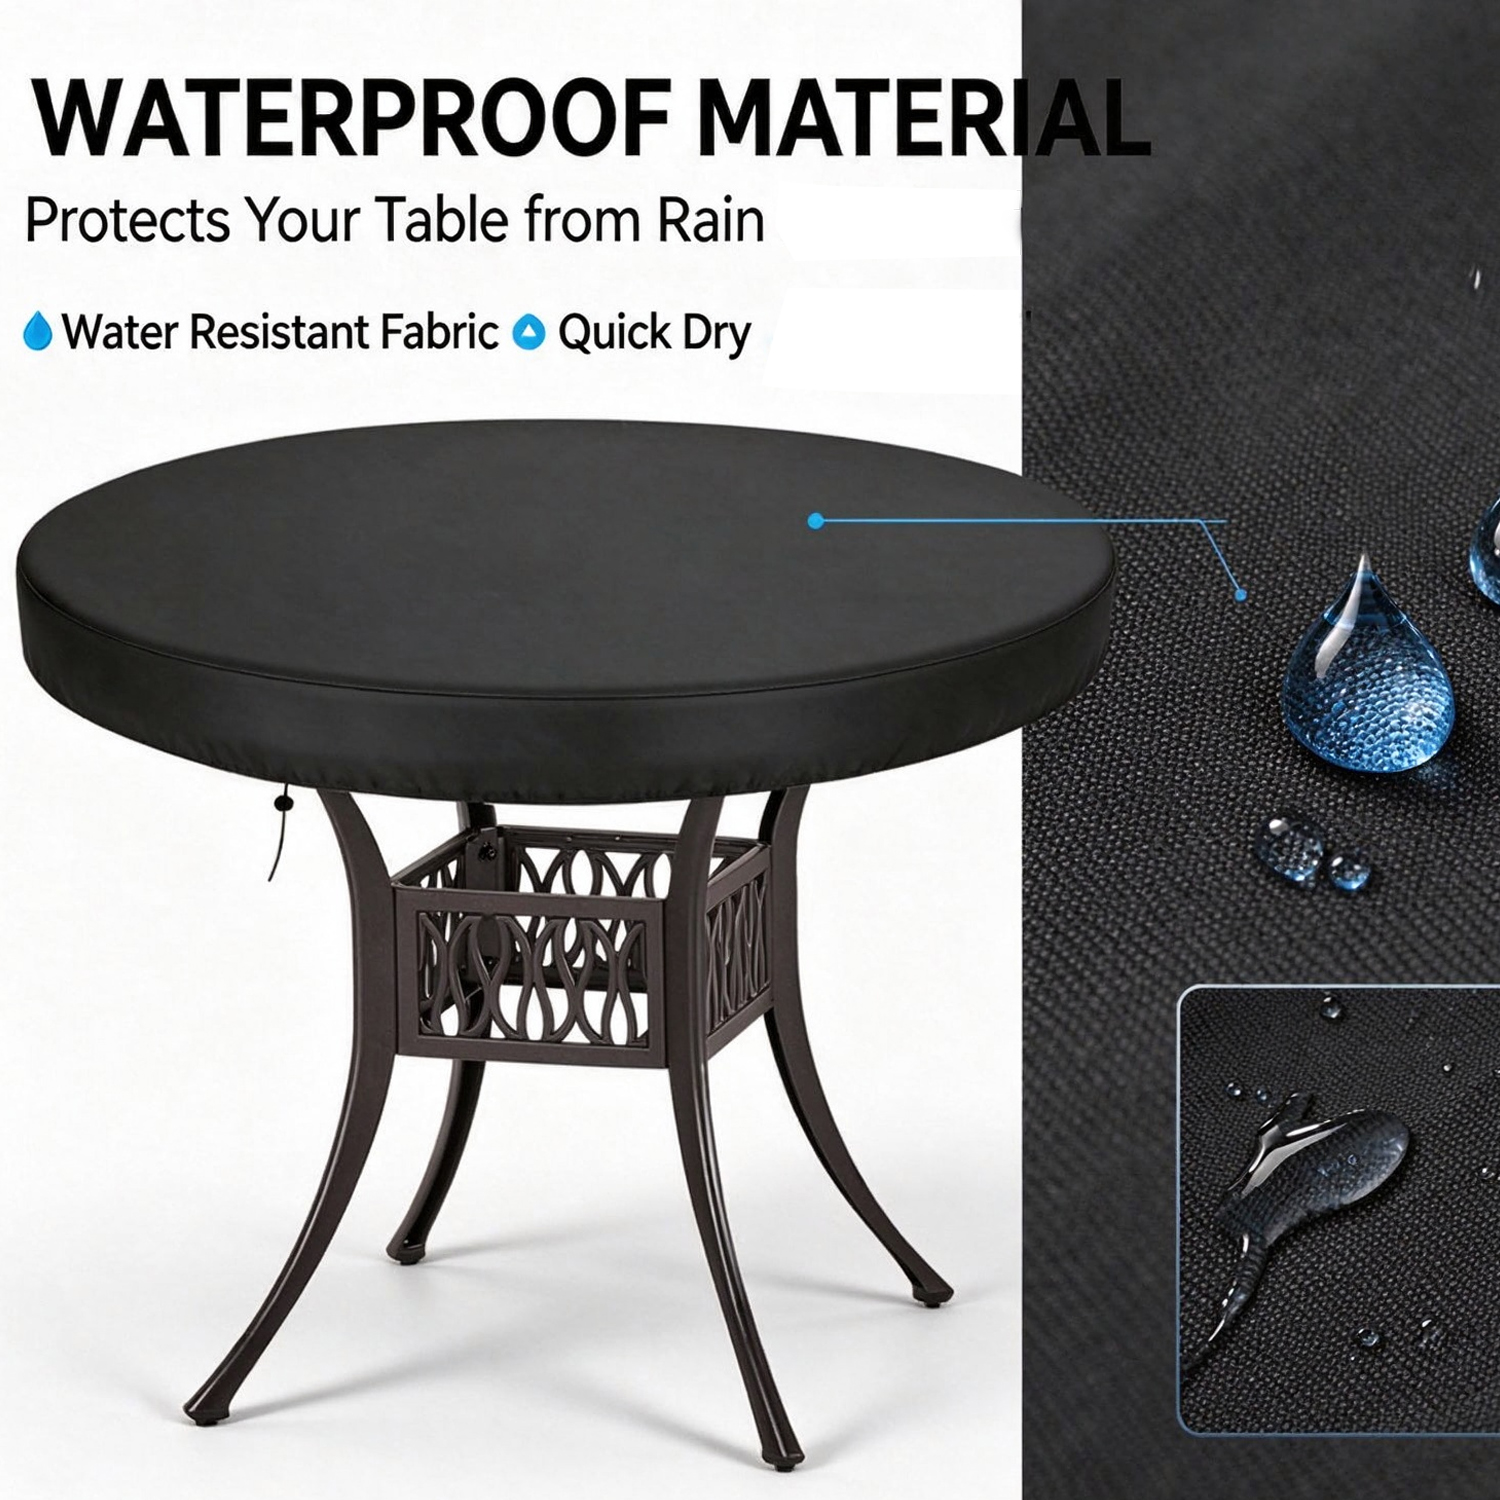 WATERPROOF MATERIAL
Protects Your Table from Rain
Water Resistant Fabric Quick Dry